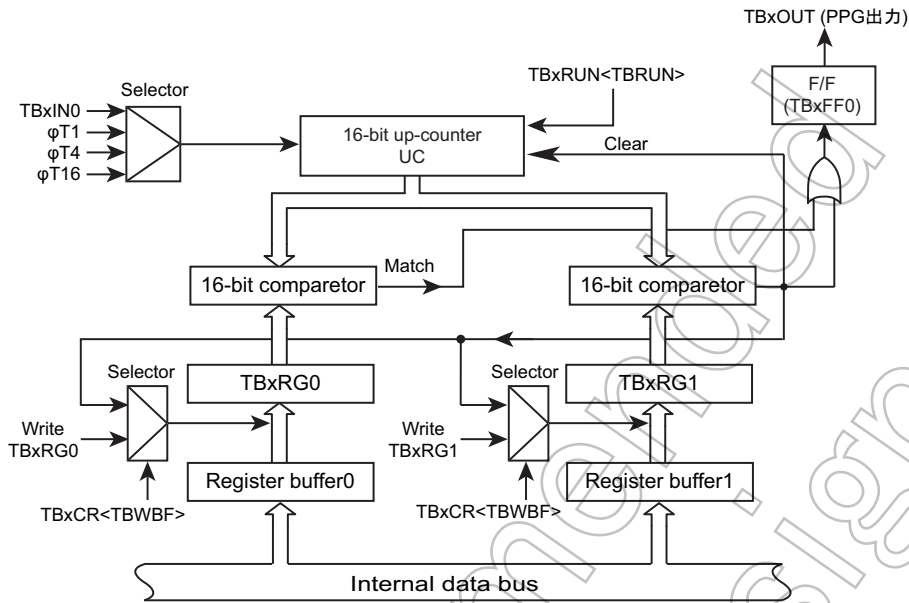 TBxOUT (PPG出力)
F/F
(TBxFF0)
TBxRUN<TBRUN>
Selector
TBxIN0
φT1
φT4
φT16
16-bit up-counter
UC
Clear
16-bit comparetor
Match
16-bit comparetor
Selector
TBxRG0
Selector
TBxRG1
Write
TBxRG0
Write
TBxRG1
Register buffer0
Register buffer1
TBxCR<TBWBF>
TBxCR<TBWBF>
Internal data bus